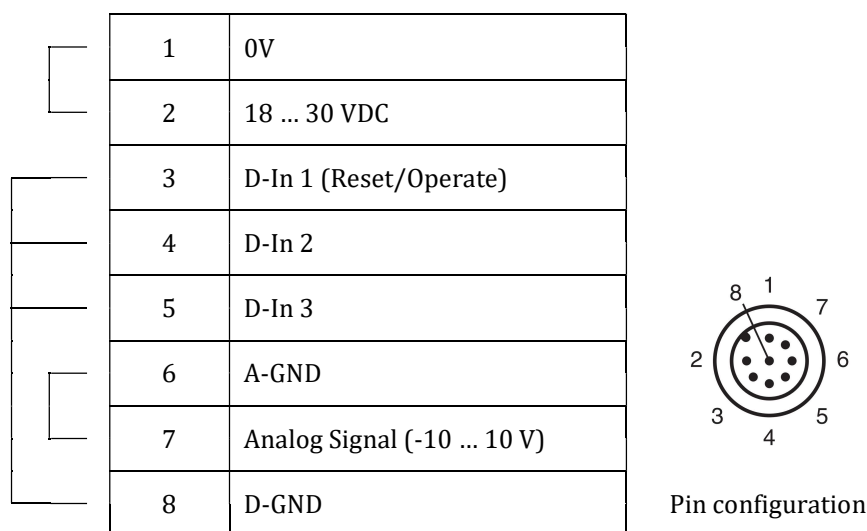 1 0V
2 18 … 30 VDC
3 D-In 1 (Reset/Operate)
4 D-In 2
5 D-In 3
6 A-GND
7 Analog Signal (-10 … 10 V)
8 D-GND
8 1 7
2 6
3 5
4
Pin configuration